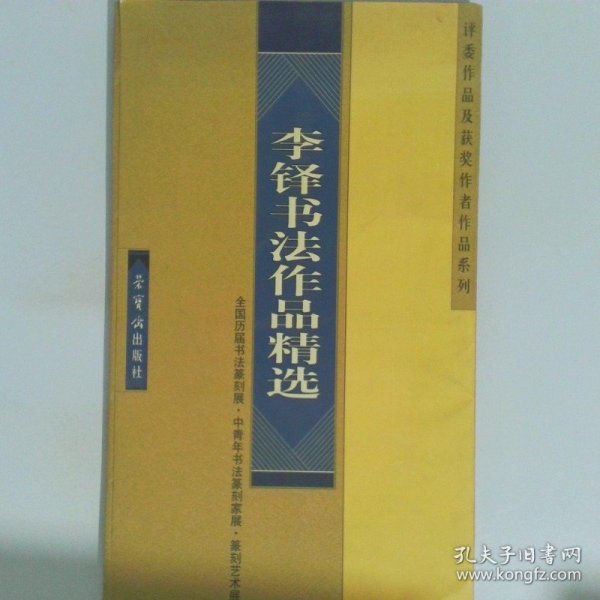 评委作品及获奖作者作品系列
李铎书法作品精选
全国历届书法篆刻展·中青年书法篆刻家展·篆刻艺术展
荣宝斋出版社
孔夫子旧书网
www.kongfz.com